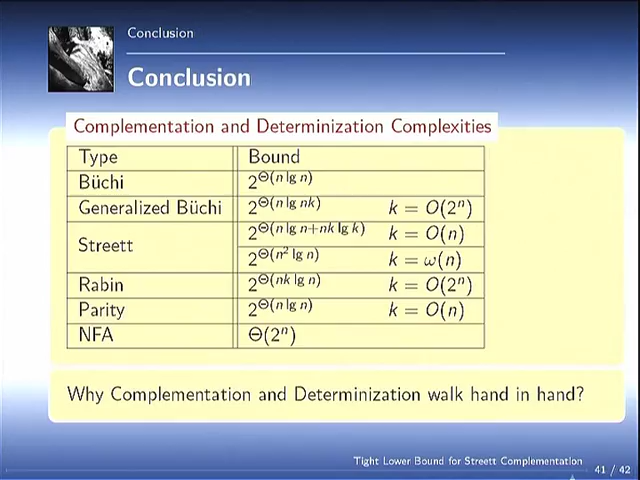 Conclusion
Conclusion
Complementation and Determinization Complexities
Type Bound
Büchi 2^Θ(n lg n)
Generalized Büchi 2^Θ(n lg nk) k = O(2^n)
Streett 2^Θ(n lg n+nk lg k) k = O(n)
2^Θ(n² lg n) k = ω(n)
Rabin 2^Θ(nk lg n) k = O(2^n)
Parity 2^Θ(n lg n) k = O(n)
NFA Θ(2^n)
Why Complementation and Determinization walk hand in hand?
Tight Lower Bound for Streett Complementation
41 / 42